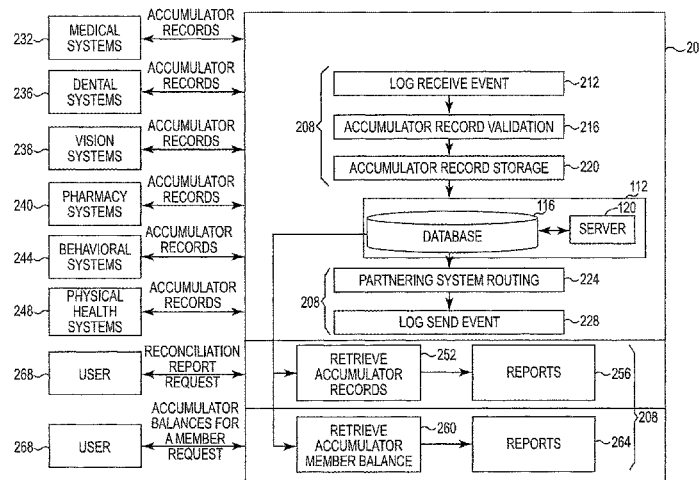 232
MEDICAL
SYSTEMS
ACCUMULATOR
RECORDS
236
DENTAL
SYSTEMS
ACCUMULATOR
RECORDS
238
VISION
SYSTEMS
ACCUMULATOR
RECORDS
240
PHARMACY
SYSTEMS
ACCUMULATOR
RECORDS
244
BEHAVIORAL
SYSTEMS
ACCUMULATOR
RECORDS
248
PHYSICAL
HEALTH
SYSTEMS
ACCUMULATOR
RECORDS
268
USER
RECONCILIATION
REPORT
REQUEST
268
USER
ACCUMULATOR
BALANCES FOR
A MEMBER
REQUEST
20
208
LOG RECEIVE EVENT
212
ACCUMULATOR RECORD VALIDATION
216
ACCUMULATOR RECORD STORAGE
220
112
116
DATABASE
120
SERVER
208
PARTNERING SYSTEM ROUTING
224
LOG SEND EVENT
228
RETRIEVE
ACCUMULATOR
RECORDS
252
REPORTS
256
208
RETRIEVE
ACCUMULATOR
MEMBER BALANCE
260
REPORTS
264